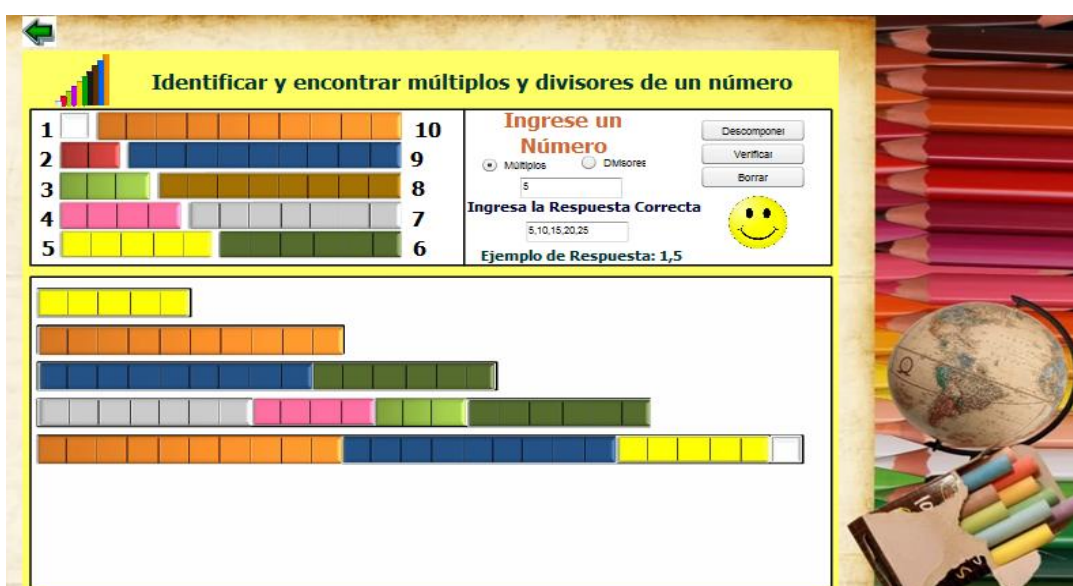 Identificar y encontrar múltiplos y divisores de un número
1 10
2 9
3 8
4 7
5 6
Ingrese un
Número
Múltiplos Divisores
5
Ingresa la Respuesta Correcta
5,10,15,20,25
Ejemplo de Respuesta: 1,5
Descomponer
Verificar
Borrar